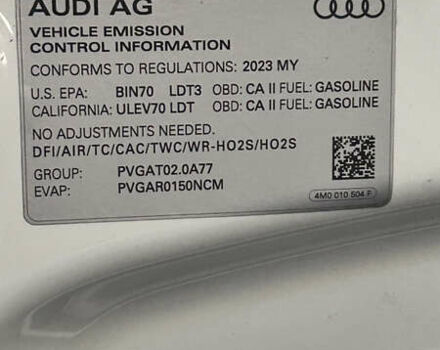 AUDI AG
VEHICLE EMISSION
CONTROL INFORMATION
CONFORMS TO REGULATIONS: 2023 MY
U.S. EPA: BIN70 LDT3 OBD: CA II FUEL: GASOLINE
CALIFORNIA: ULEV70 LDT OBD: CA II FUEL: GASOLINE
NO ADJUSTMENTS NEEDED.
DFI/AIR/TC/CAC/TWC/WR-HO2S/HO2S
GROUP: PVGAT02.0A77
EVAP: PVGAR0150NCM
4M0 010 504 F